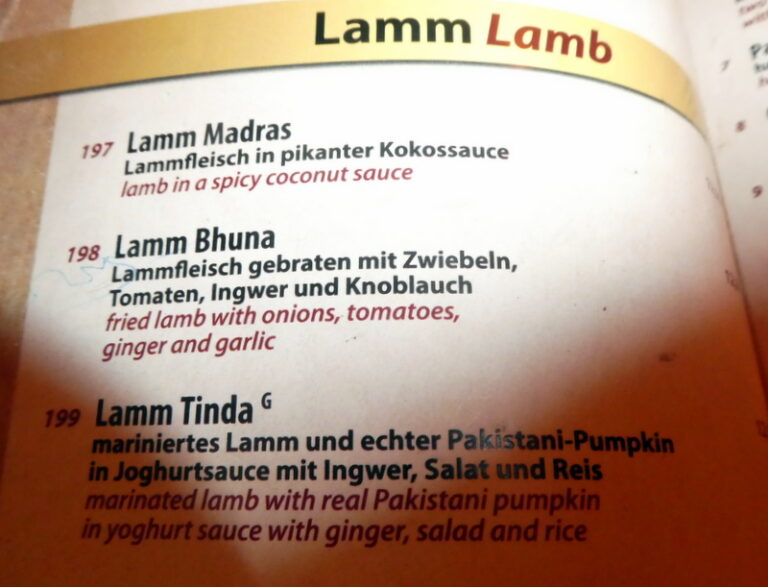 Lamm Lamb
197 Lamm Madras
Lammfleisch in pikanter Kokossauce
lamb in a spicy coconut sauce
198 Lamm Bhuna
Lammfleisch gebraten mit Zwiebeln,
Tomaten, Ingwer und Knoblauch
fried lamb with onions, tomatoes,
ginger and garlic
199 Lamm Tinda G
mariniertes Lamm und echter Pakistani-Pumpkin
in Joghurtsauce mit Ingwer, Salat und Reis
marinated lamb with real Pakistani pumpkin
in yoghurt sauce with ginger, salad and rice
7
8
9